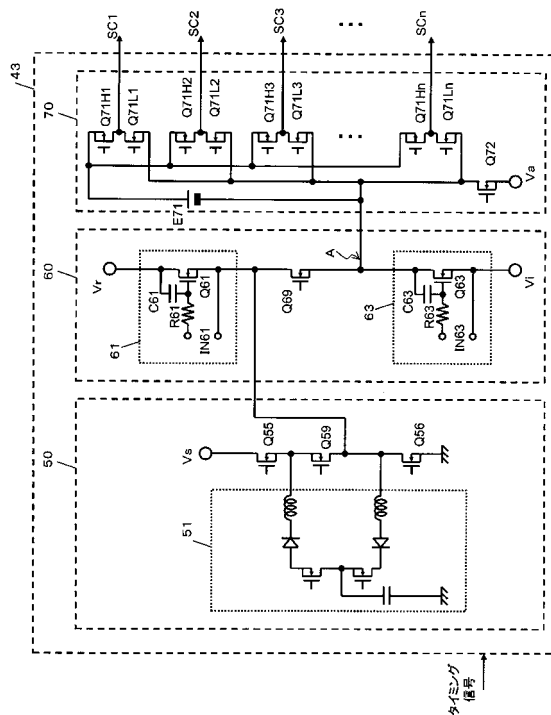 43
50
60
70
SC1
SC2
SC3
SCn
Q71H1
Q71L1
Q71H2
Q71L2
Q71H3
Q71L3
Q71Hn
Q71Ln
Q72
Va
E71
A
Vr
61
C61
R61
Q61
IN61
Q69
63
C63
R63
Q63
IN63
Vi
Vs
Q55
Q59
Q56
51
タイミング
信号